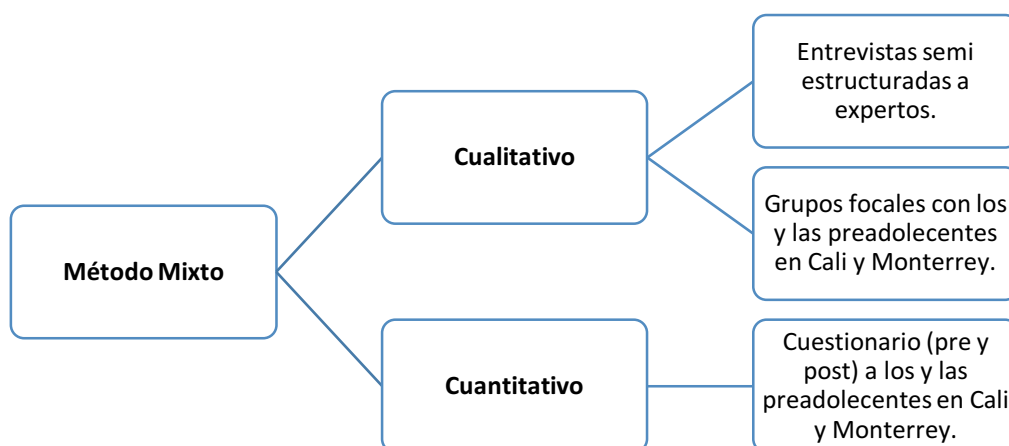 Método Mixto
Cualitativo
Entrevistas semi
estructuradas a
expertos.
Grupos focales con los
y las preadolecentes
en Cali y Monterrey.
Cuantitativo
Cuestionario (pre y
post) a los y las
preadolecentes en Cali
y Monterrey.